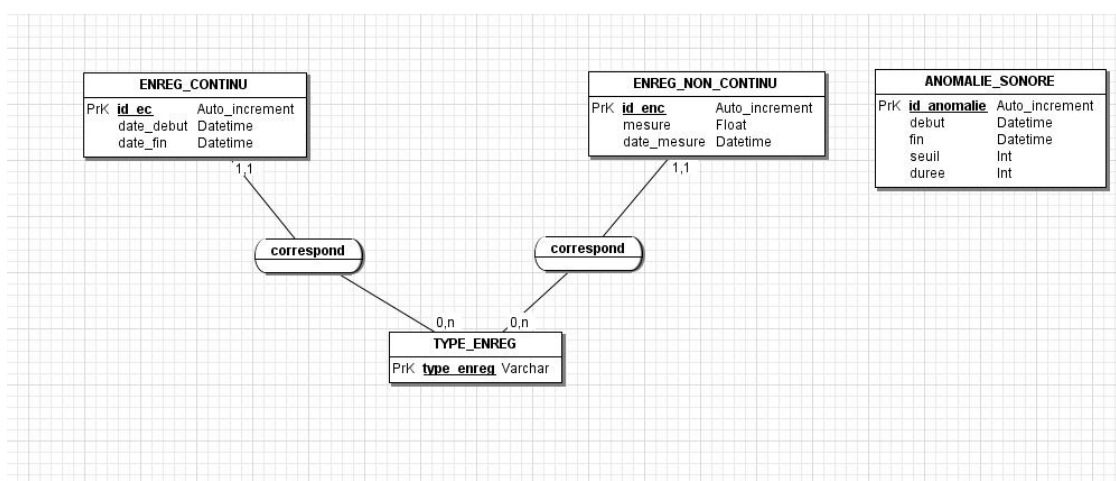 ENREG_CONTINU
PrK id_ec Auto_increment
date_debut Datetime
date_fin Datetime
1,1
ENREG_NON_CONTINU
PrK id_enc Auto_increment
mesure Float
date_mesure Datetime
1,1
ANOMALIE_SONORE
PrK id_anomalie Auto_increment
debut Datetime
fin Datetime
seuil Int
duree Int
correspond
correspond
0,n
0,n
TYPE_ENREG
PrK type_enreg Varchar